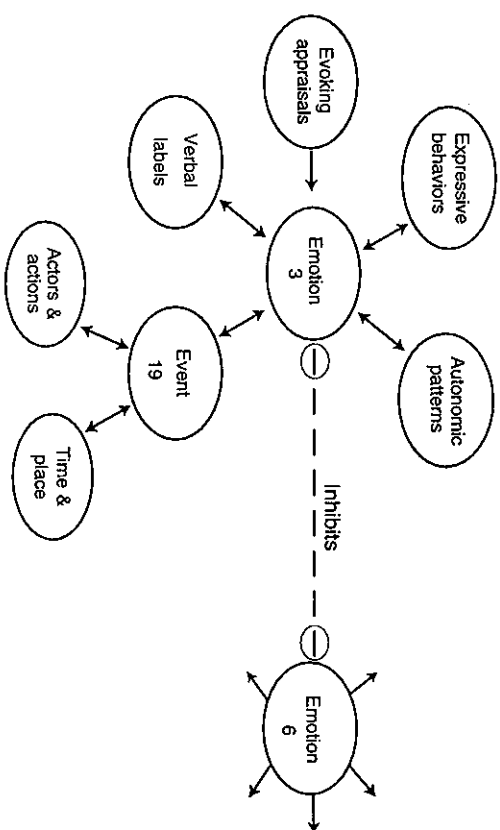 Expressive
behaviors
Autonomic
patterns
Evoking
appraisals
Emotion
3
Inhibits
Emotion
6
Verbal
labels
Event
19
Actors &
actions
Time &
place